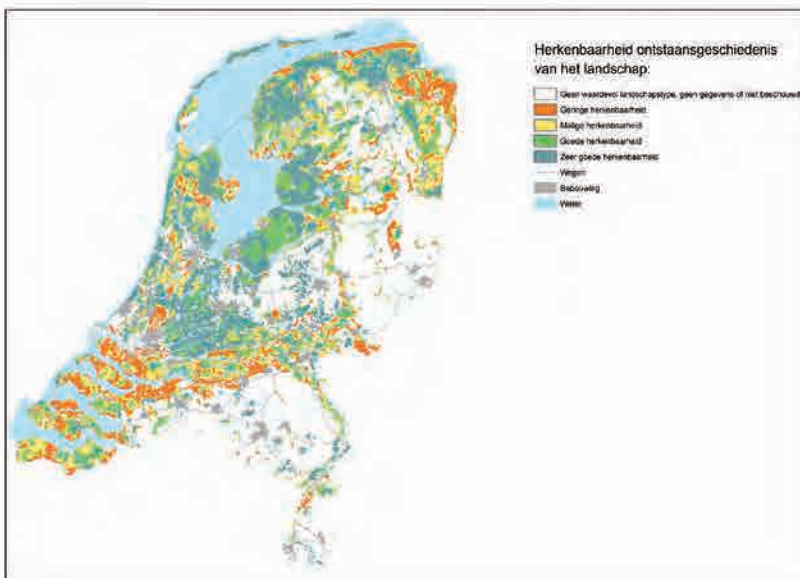 Herkenbaarheid ontstaansgeschiedenis
van het landschap:
Geen waardevol landschapstype, geen gegevens of niet beschouwd
Geringe herkenbaarheid
Matige herkenbaarheid
Goede herkenbaarheid
Zeer goede herkenbaarheid
Wegen
Bebouwing
Water